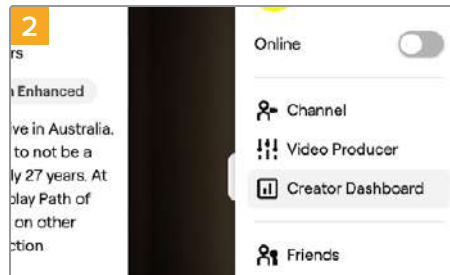 2
rs
Enhanced
ve in Australia.
to not be a
ly 27 years. At
play Path of
on other
ction
Online
Channel
Video Producer
Creator Dashboard
Friends